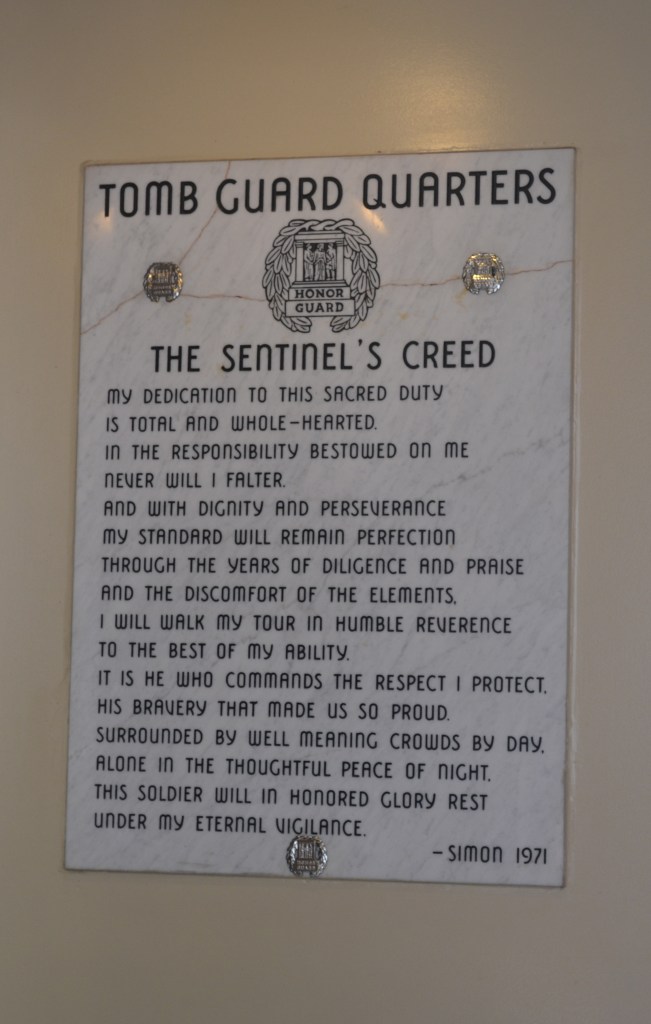 TOMB GUARD QUARTERS
HONOR
GUARD
THE SENTINEL'S CREED
MY DEDICATION TO THIS SACRED DUTY
IS TOTAL AND WHOLE-HEARTED.
IN THE RESPONSIBILITY BESTOWED ON ME
NEVER WILL I FALTER.
AND WITH DIGNITY AND PERSEVERANCE
MY STANDARD WILL REMAIN PERFECTION
THROUGH THE YEARS OF DILIGENCE AND PRAISE
AND THE DISCOMFORT OF THE ELEMENTS,
I WILL WALK MY TOUR IN HUMBLE REVERENCE
TO THE BEST OF MY ABILITY.
IT IS HE WHO COMMANDS THE RESPECT I PROTECT,
HIS BRAVERY THAT MADE US SO PROUD.
SURROUNDED BY WELL MEANING CROWDS BY DAY,
ALONE IN THE THOUGHTFUL PEACE OF NIGHT,
THIS SOLDIER WILL IN HONORED GLORY REST
UNDER MY ETERNAL VIGILANCE.
-SIMON 1971